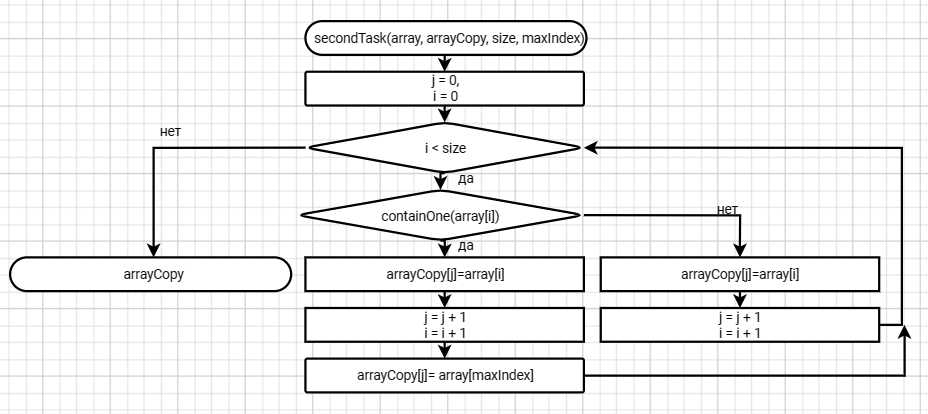 secondTask(array, arrayCopy, size, maxIndex)
j = 0,
i = 0
нет
i < size
да
containOne(array[i])
нет
да
arrayCopy
arrayCopy[j]=array[i]
arrayCopy[j]=array[i]
j = j + 1
i = i + 1
j = j + 1
i = i + 1
arrayCopy[j]= array[maxIndex]